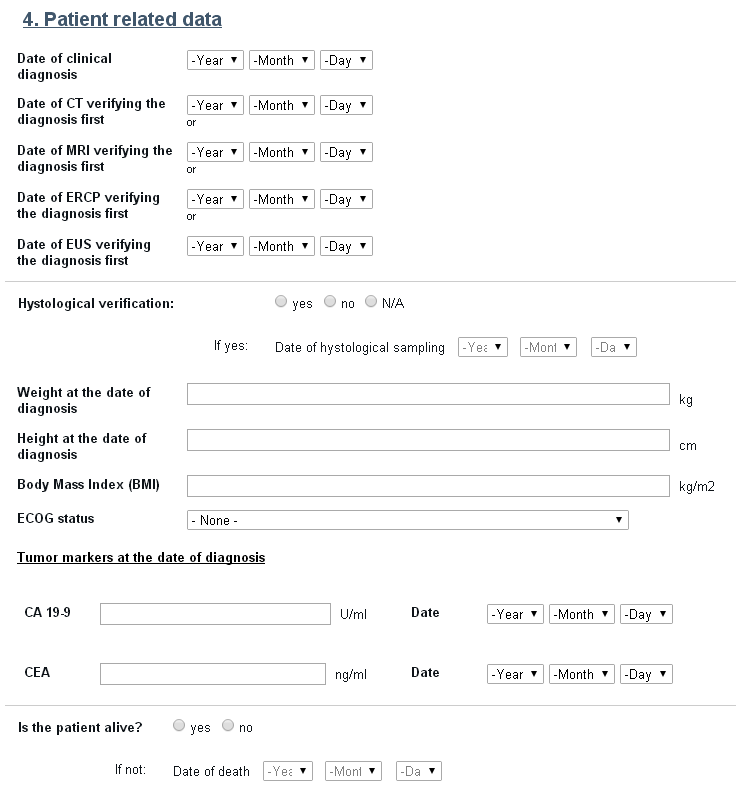 4. Patient related data
Date of clinical -Year -Month -Day
diagnosis
Date of CT verifying the -Year -Month -Day
diagnosis first or
Date of MRI verifying the -Year -Month -Day
diagnosis first or
Date of ERCP verifying -Year -Month -Day
the diagnosis first or
Date of EUS verifying -Year -Month -Day
the diagnosis first
Hystological verification: yes no N/A
If yes: Date of hystological sampling -Yea -Mont -Da
Weight at the date of
diagnosis kg
Height at the date of
diagnosis cm
Body Mass Index (BMI) kg/m2
ECOG status - None -
Tumor markers at the date of diagnosis
CA 19-9 U/ml Date -Year -Month -Day
CEA ng/ml Date -Year -Month -Day
Is the patient alive? yes no
If not: Date of death -Yea -Mont -Da